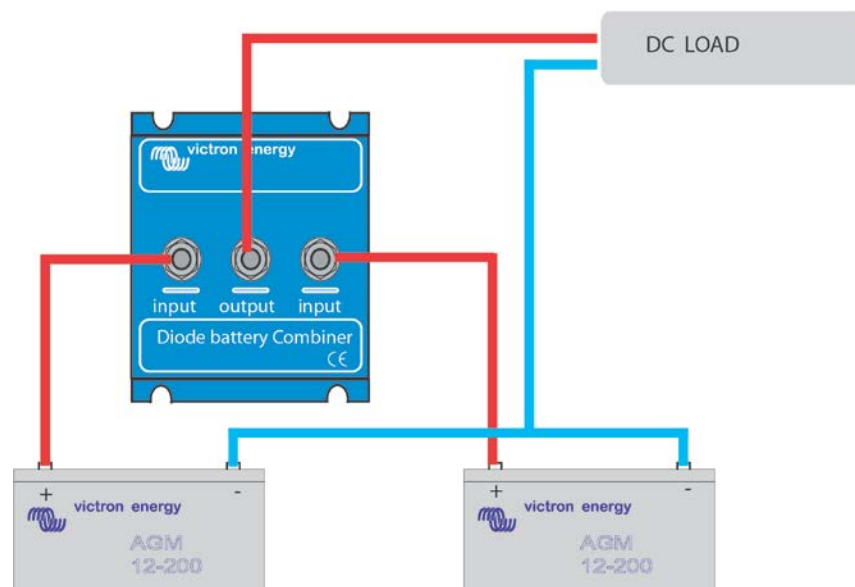 DC LOAD
victron energy
input output input
Diode battery Combiner
CE
+ -
victron energy
AGM
12-200
+ -
victron energy
AGM
12-200